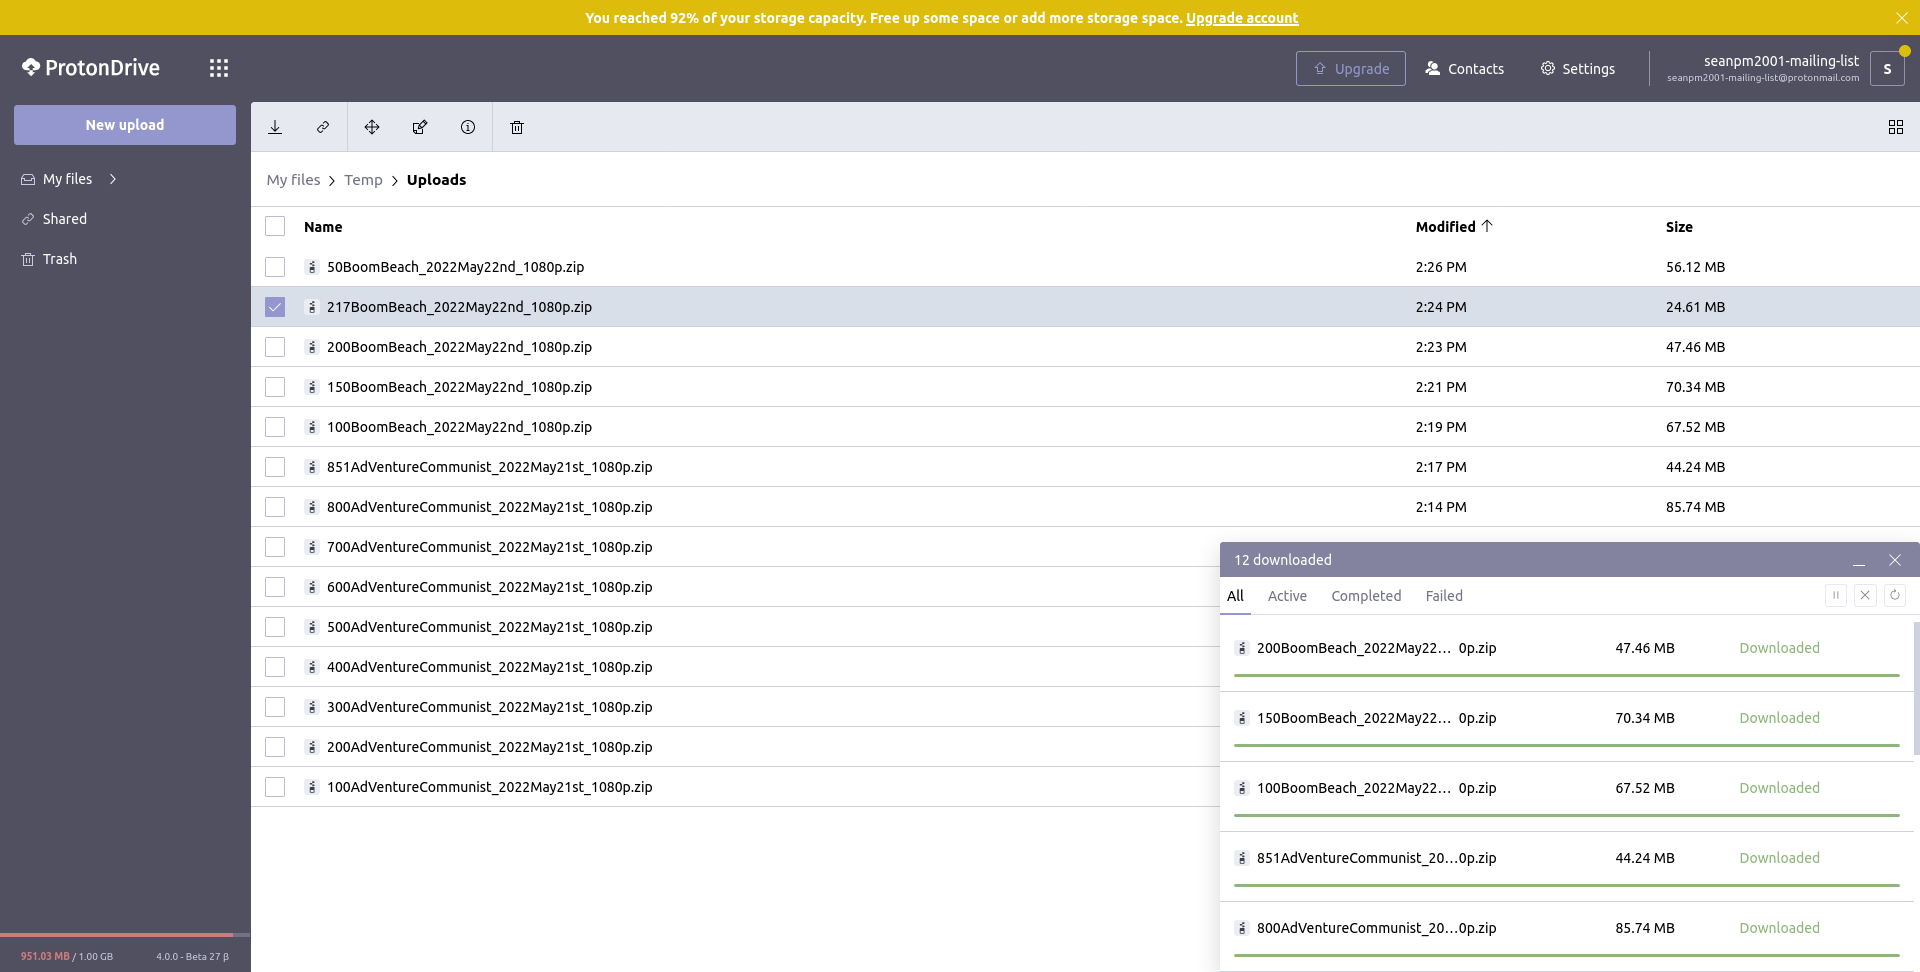 You reached 92% of your storage capacity. Free up some space or add more storage space. Upgrade account
ProtonDrive
Upgrade
Contacts
Settings
seanpm2001-mailing-list
seanpm2001-mailing-list@protonmail.com
S
New upload
My files
Shared
Trash
My files > Temp > Uploads
Name Modified Size
50BoomBeach_2022May22nd_1080p.zip 2:26 PM 56.12 MB
217BoomBeach_2022May22nd_1080p.zip 2:24 PM 24.61 MB
200BoomBeach_2022May22nd_1080p.zip 2:23 PM 47.46 MB
150BoomBeach_2022May22nd_1080p.zip 2:21 PM 70.34 MB
100BoomBeach_2022May22nd_1080p.zip 2:19 PM 67.52 MB
851AdVentureCommunist_2022May21st_1080p.zip 2:17 PM 44.24 MB
800AdVentureCommunist_2022May21st_1080p.zip 2:14 PM 85.74 MB
700AdVentureCommunist_2022May21st_1080p.zip
600AdVentureCommunist_2022May21st_1080p.zip
500AdVentureCommunist_2022May21st_1080p.zip
400AdVentureCommunist_2022May21st_1080p.zip
300AdVentureCommunist_2022May21st_1080p.zip
200AdVentureCommunist_2022May21st_1080p.zip
100AdVentureCommunist_2022May21st_1080p.zip
12 downloaded
All Active Completed Failed
200BoomBeach_2022May22... 0p.zip 47.46 MB Downloaded
150BoomBeach_2022May22... 0p.zip 70.34 MB Downloaded
100BoomBeach_2022May22... 0p.zip 67.52 MB Downloaded
851AdVentureCommunist_20...0p.zip 44.24 MB Downloaded
800AdVentureCommunist_20...0p.zip 85.74 MB Downloaded
951.03 MB / 1.00 GB 4.0.0 - Beta 27 β